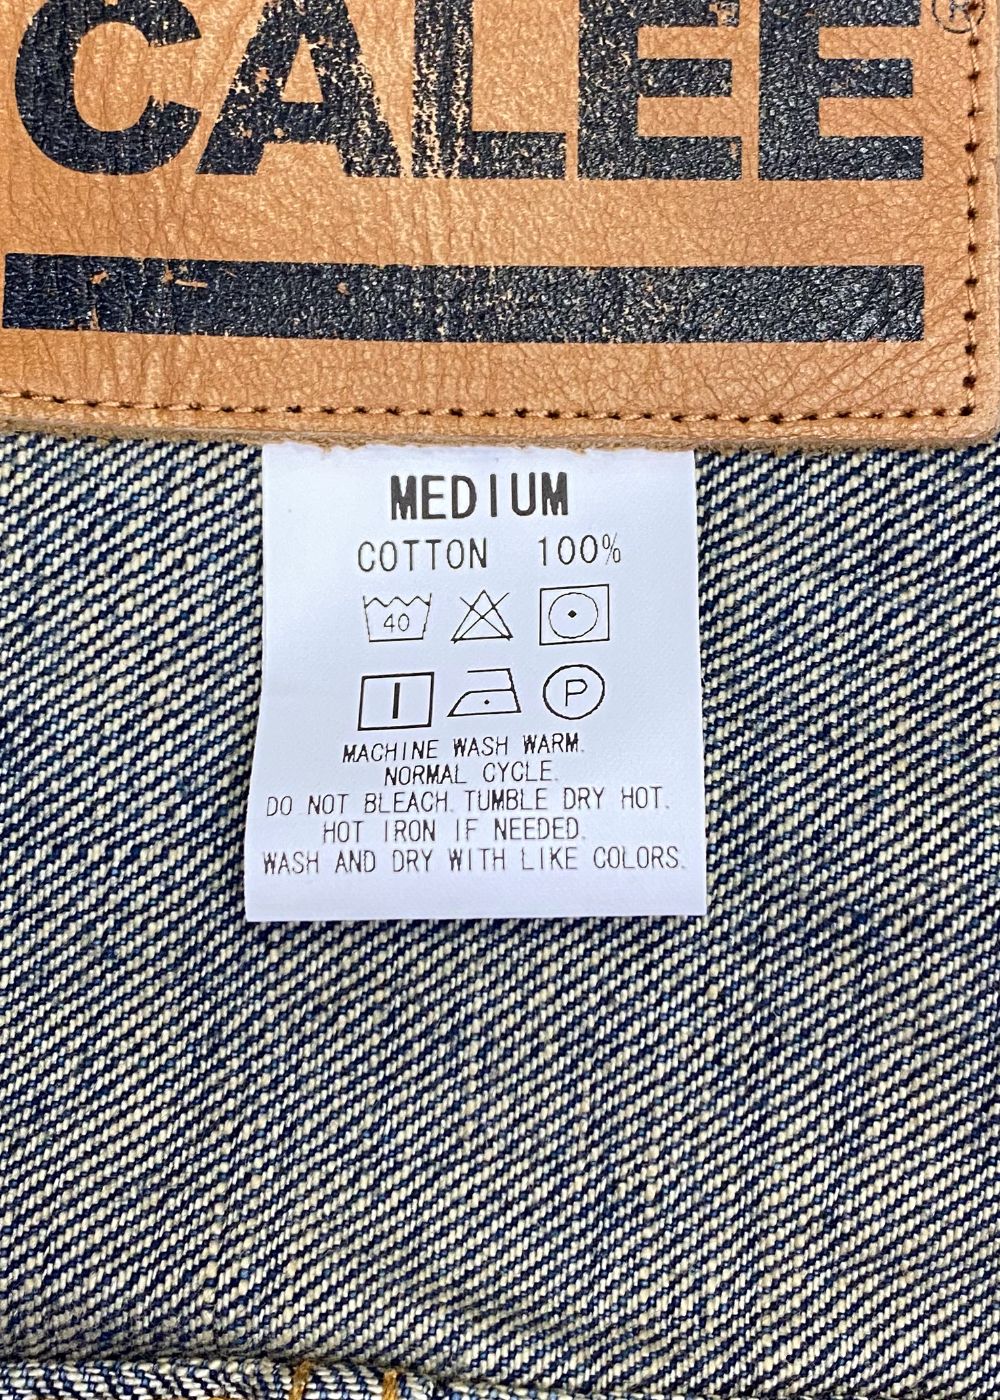 CALEE ®
MEDIUM
COTTON 100%
40
P
MACHINE WASH WARM.
NORMAL CYCLE.
DO NOT BLEACH. TUMBLE DRY HOT.
HOT IRON IF NEEDED.
WASH AND DRY WITH LIKE COLORS.